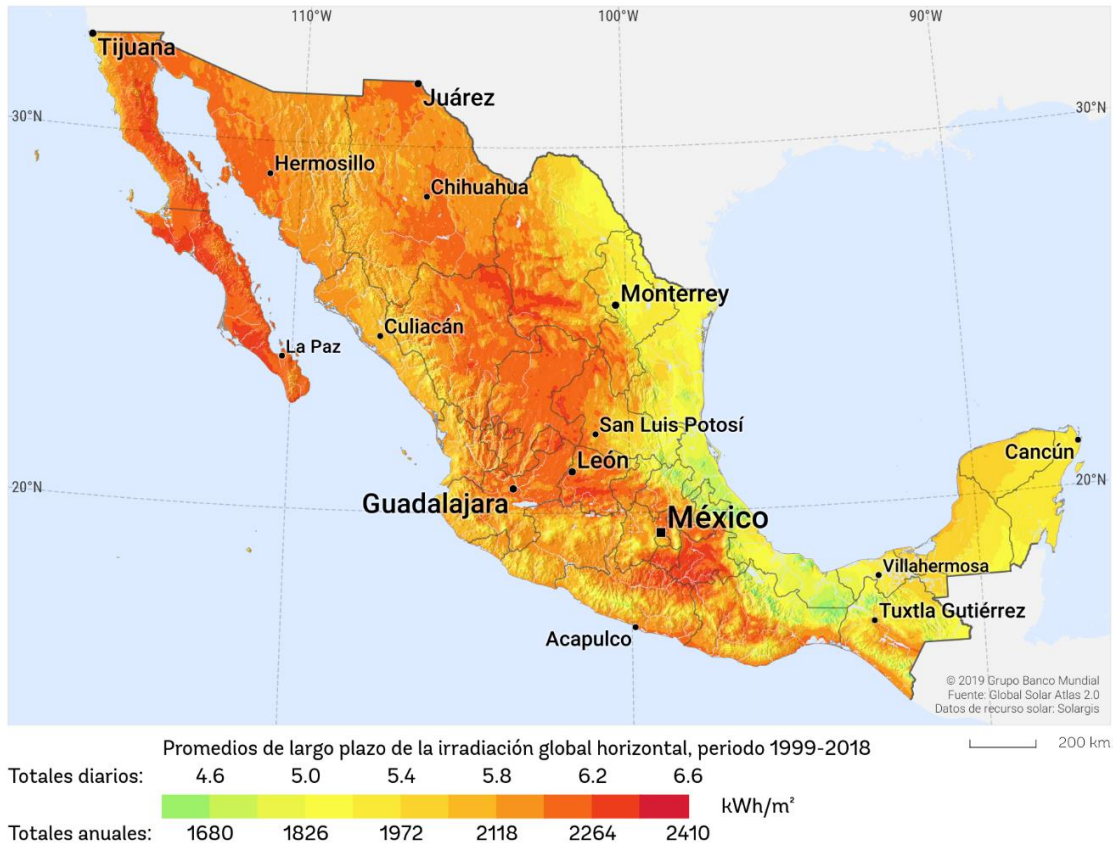 110°W 100°W 90°W
Tijuana
Juárez
30°N 30°N
Hermosillo
Chihuahua
Monterrey
Culiacán
La Paz
San Luis Potosí
Cancún
León
20°N 20°N
Guadalajara
México
Villahermosa
Tuxtla Gutiérrez
Acapulco
© 2019 Grupo Banco Mundial
Fuente: Global Solar Atlas 2.0
Datos de recurso solar: Solargis
Promedios de largo plazo de la irradiación global horizontal, periodo 1999-2018
200 km
Totales diarios: 4.6 5.0 5.4 5.8 6.2 6.6
kWh/m²
Totales anuales: 1680 1826 1972 2118 2264 2410